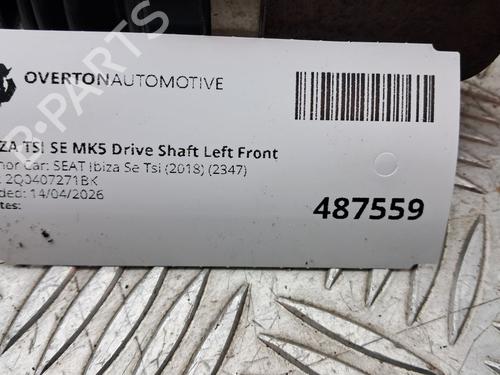 OVERTONAUTOMOTIVE
ZA TSI SE MK5 Drive Shaft Left Front
nor Car: SEAT Ibiza Se Tsi (2018) (2347)
: 2Q0407271BK
ded: 14/04/2026
tes:
487559
B-PARTS